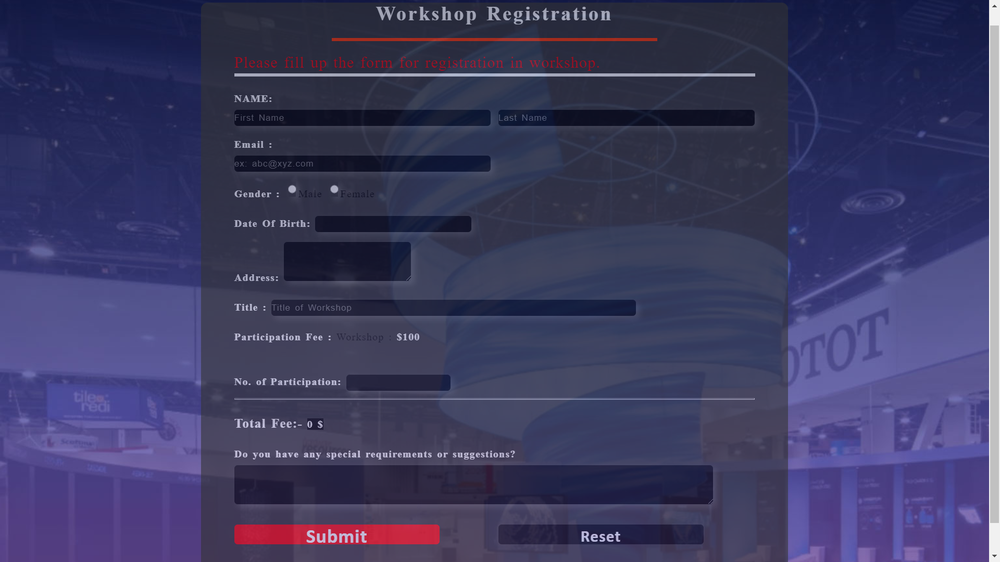 Workshop Registration
Please fill up the form for registration in workshop.
NAME:
First Name Last Name
Email :
ex: abc@xyz.com
Gender : Male Female
Date Of Birth:
Address:
Title : Title of Workshop
Participation Fee : Workshop : $100
OTOT
No. of Participation:
tile redi
Total Fee:- 0 $
Scotsman
resources
Do you have any special requirements or suggestions?
Submit Reset